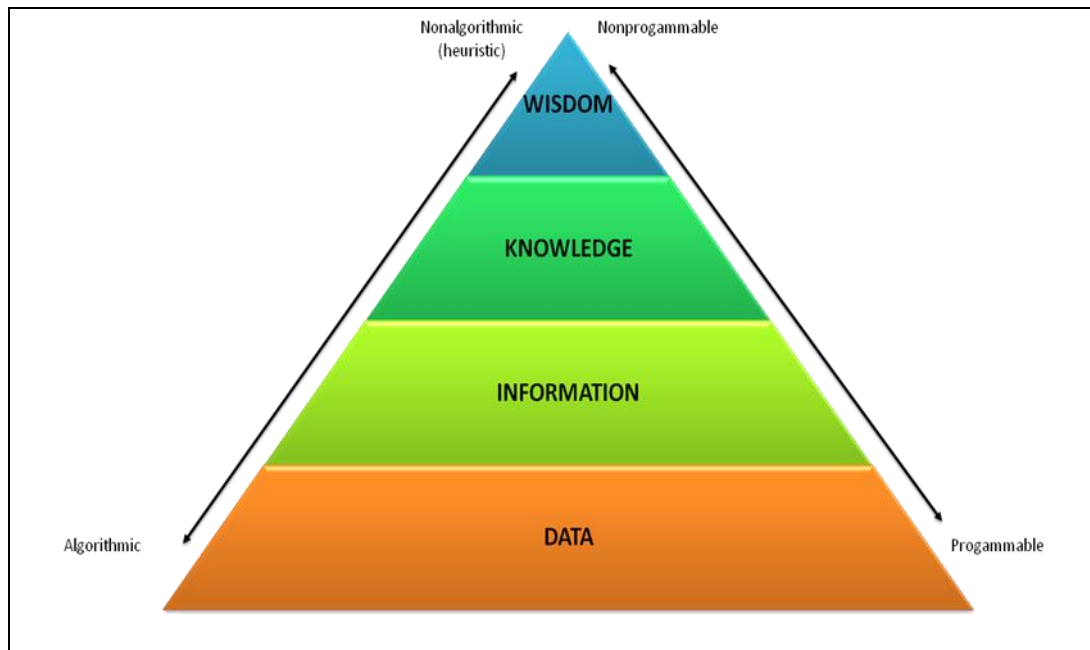 Nonalgorithmic
(heuristic)
Nonprogammable
WISDOM
KNOWLEDGE
INFORMATION
DATA
Algorithmic
Progammable